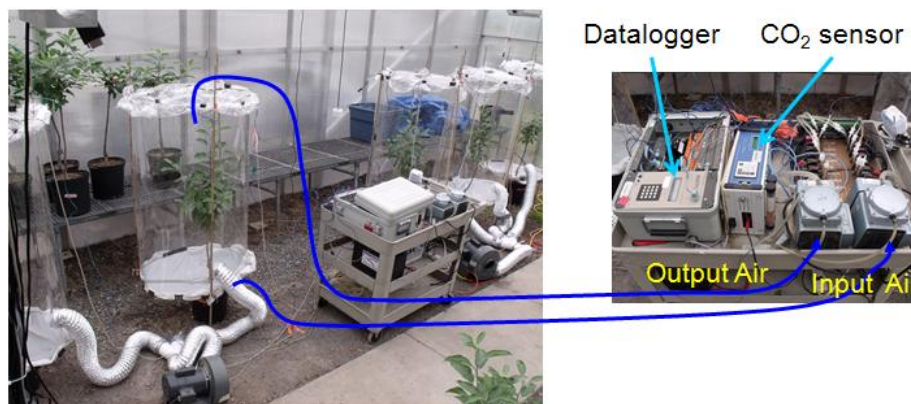 Datalogger
CO₂ sensor
Output Air
Input Ai